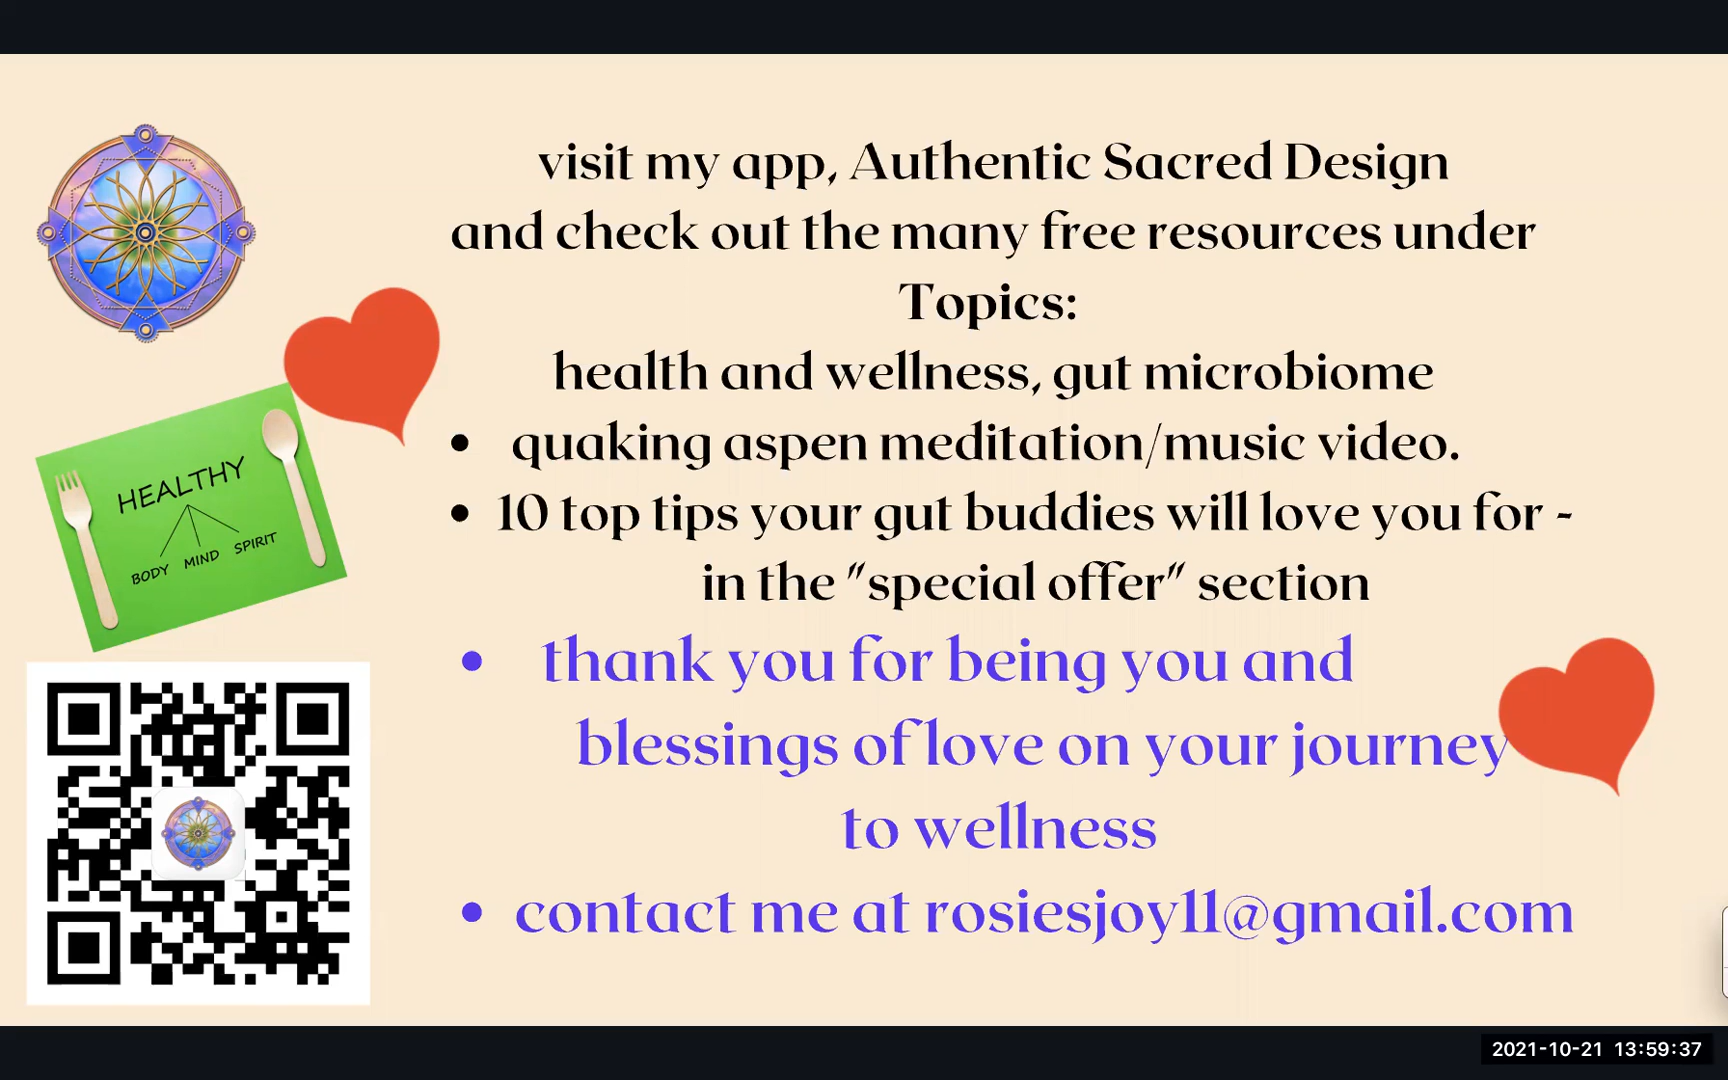 visit my app, Authentic Sacred Design
and check out the many free resources under
Topics:
health and wellness, gut microbiome
• quaking aspen meditation/music video.
• 10 top tips your gut buddies will love you for -
in the "special offer" section
• thank you for being you and
blessings of love on your journey
to wellness
• contact me at rosiesjoy11@gmail.com
HEALTHY
BODY MIND SPIRIT
2021-10-21 13:59:37